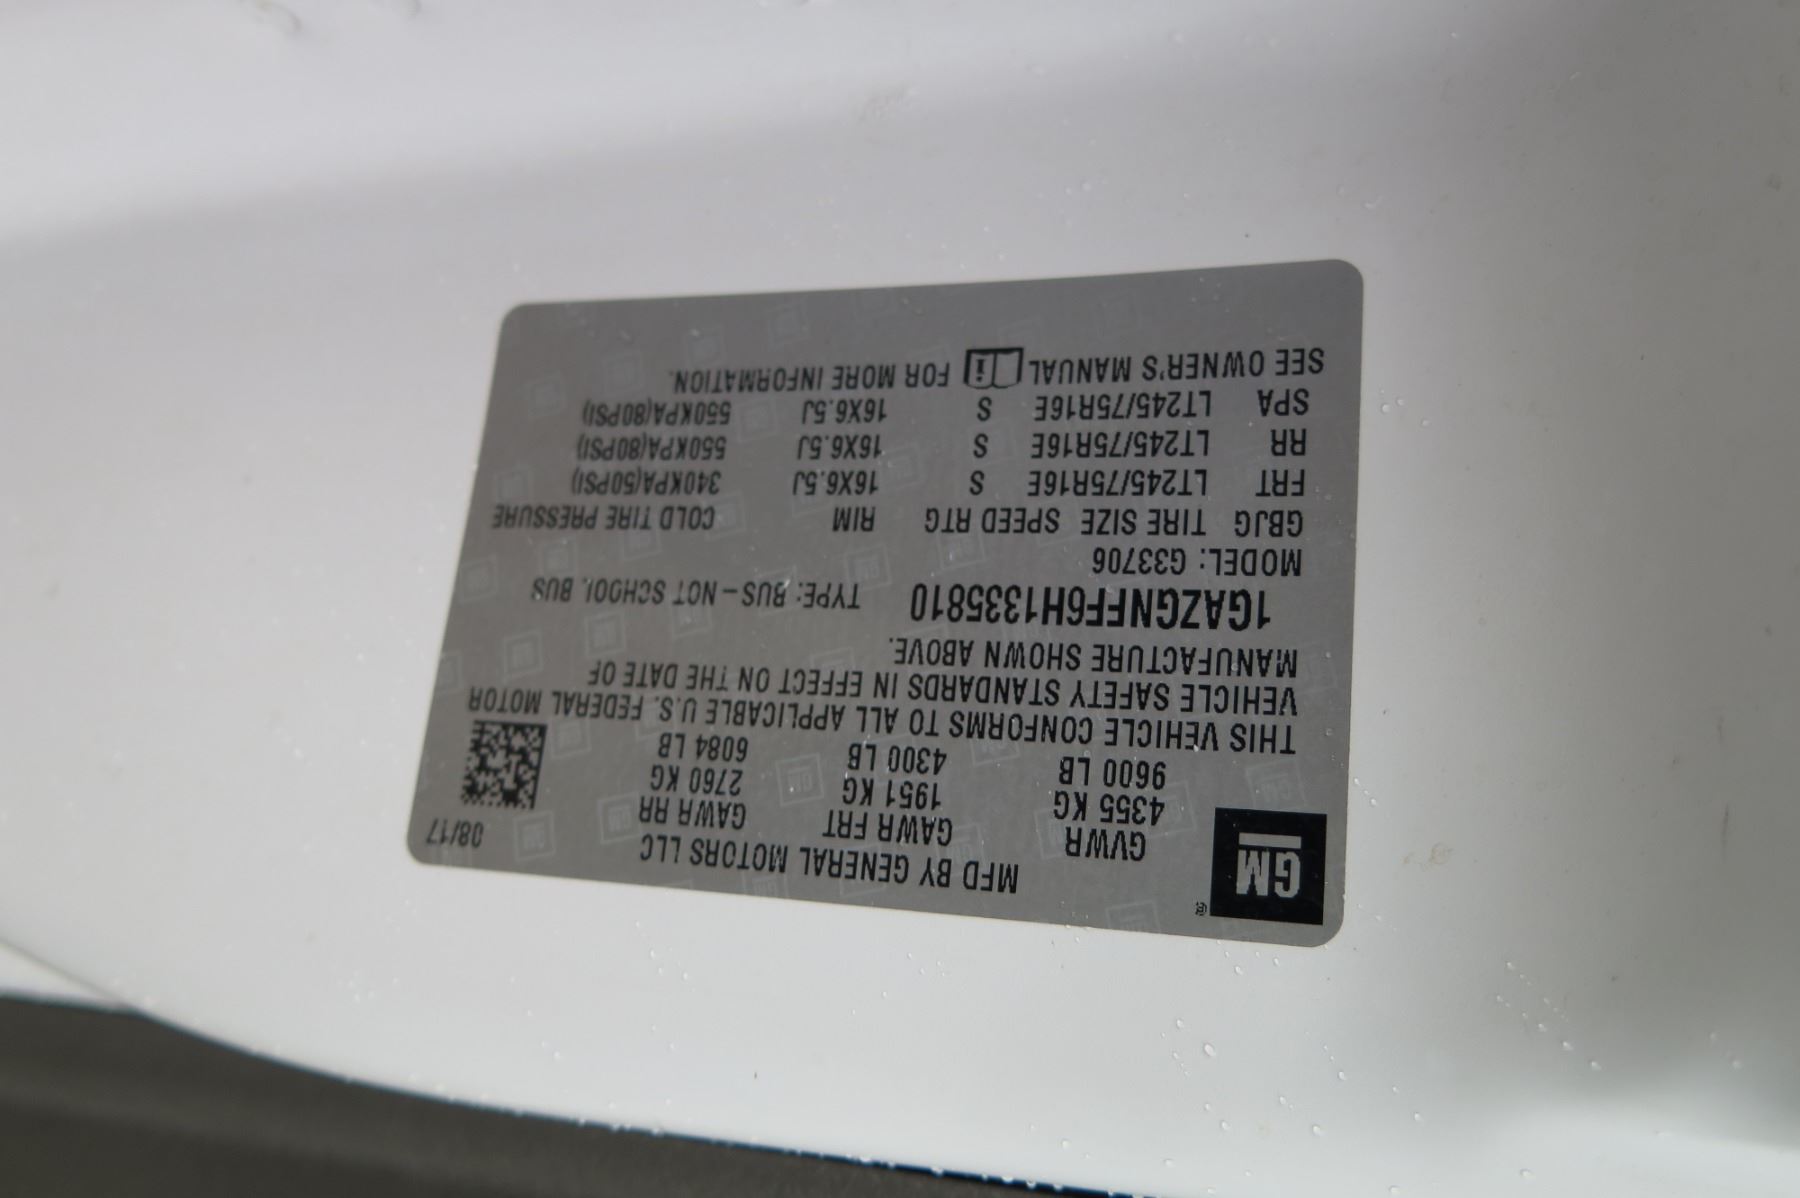 GM ®
MFD BY GENERAL MOTORS LLC 08/17
GVWR GAWR FRT GAWR RR
4355 KG 1951 KG 2760 KG
9600 LB 4300 LB 6084 LB
THIS VEHICLE CONFORMS TO ALL APPLICABLE U.S. FEDERAL MOTOR
VEHICLE SAFETY STANDARDS IN EFFECT ON THE DATE OF
MANUFACTURE SHOWN ABOVE.
1GAZGNFF6H1335810 TYPE: BUS-NOT SCHOOL BUS
MODEL: G33706
GBJG TIRE SIZE SPEED RTG RIM COLD TIRE PRESSURE
FRT LT245/75R16E S 16X6.5J 340KPA(50PSI)
RR LT245/75R16E S 16X6.5J 550KPA(80PSI)
SPA LT245/75R16E S 16X6.5J 550KPA(80PSI)
SEE OWNER'S MANUAL i FOR MORE INFORMATION.